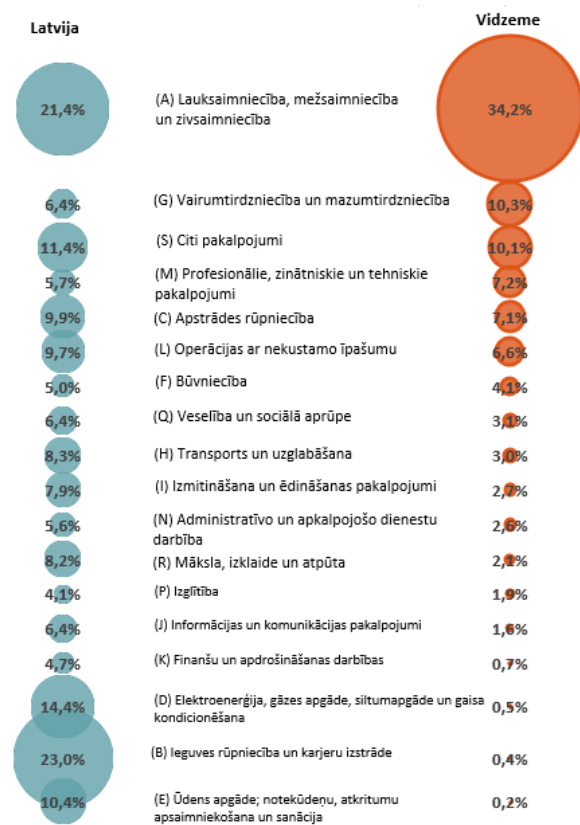 Latvija
Vidzeme
21,4%
(A) Lauksaimniecība, mežsaimniecība
un zivsaimniecība
34,2%
6,4%
(G) Vairumtirdzniecība un mazumtirdzniecība
10,3%
11,4%
(S) Citi pakalpojumi
10,1%
5,7%
(M) Profesionālie, zinātniskie un tehniskie
pakalpojumi
7,2%
9,9%
(C) Apstrādes rūpniecība
7,1%
9,7%
(L) Operācijas ar nekustamo īpašumu
6,6%
5,0%
(F) Būvniecība
4,1%
6,4%
(Q) Veselība un sociālā aprūpe
3,1%
8,3%
(H) Transports un uzglabāšana
3,0%
7,9%
(I) Izmitināšana un ēdināšanas pakalpojumi
2,7%
5,6%
(N) Administratīvo un apkalpojošo dienestu
darbība
2,6%
8,2%
(R) Māksla, izklaide un atpūta
2,1%
4,1%
(P) Izglītība
1,9%
6,4%
(J) Informācijas un komunikācijas pakalpojumi
1,6%
4,7%
(K) Finanšu un apdrošināšanas darbības
0,7%
14,4%
(D) Elektroenerģija, gāzes apgāde, siltumapgāde un gaisa
kondicionēšana
0,5%
23,0%
(B) Ieguves rūpniecība un karjeru izstrāde
0,4%
10,4%
(E) Ūdens apgāde; notekūdeņu, atkritumu
apsaimniekošana un sanācija
0,2%